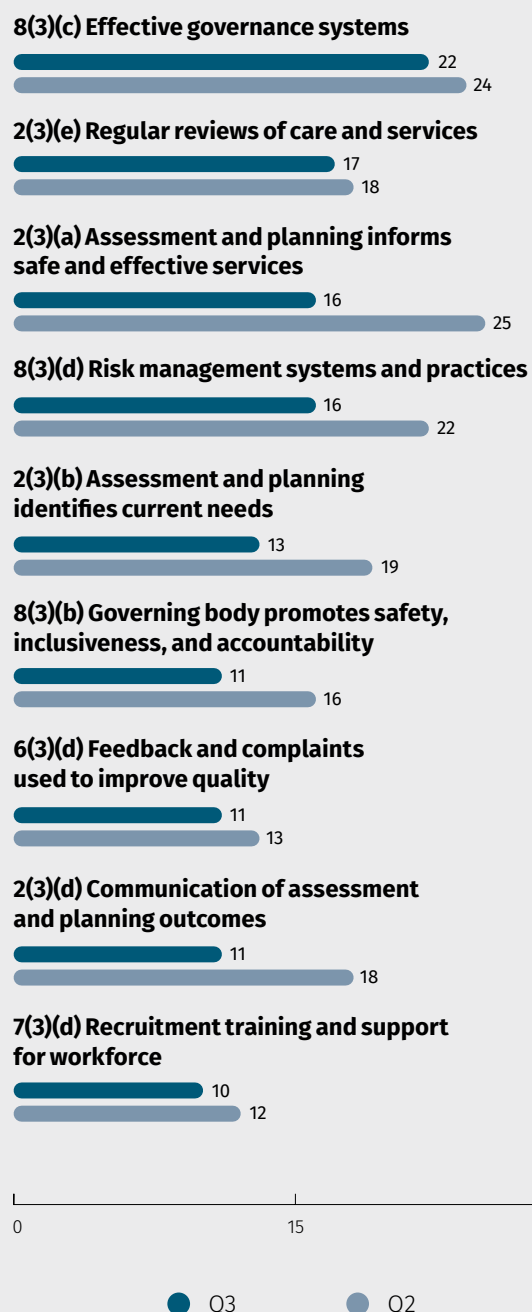 8(3)(c) Effective governance systems
22
24
2(3)(e) Regular reviews of care and services
17
18
2(3)(a) Assessment and planning informs
safe and effective services
16
25
8(3)(d) Risk management systems and practices
16
22
2(3)(b) Assessment and planning
identifies current needs
13
19
8(3)(b) Governing body promotes safety,
inclusiveness, and accountability
11
16
6(3)(d) Feedback and complaints
used to improve quality
11
13
2(3)(d) Communication of assessment
and planning outcomes
11
18
7(3)(d) Recruitment training and support
for workforce
10
12
0 15
Q3 Q2